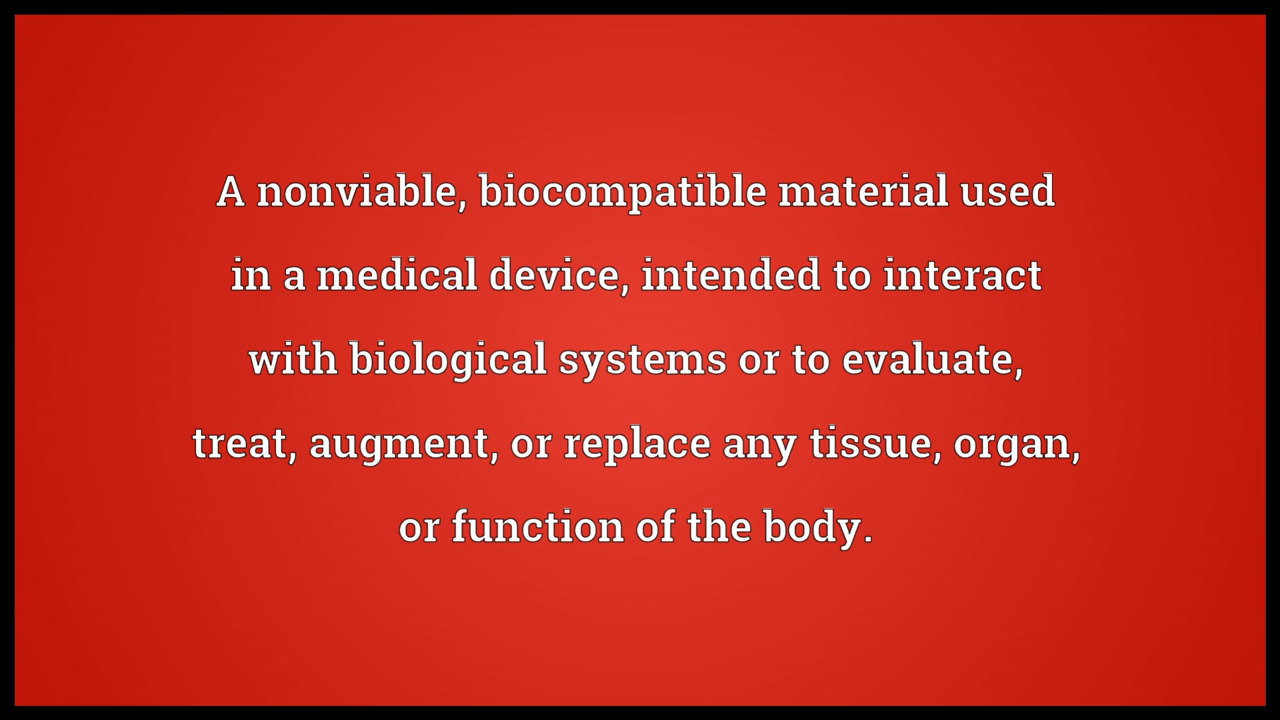 A nonviable, biocompatible material used
in a medical device, intended to interact
with biological systems or to evaluate,
treat, augment, or replace any tissue, organ,
or function of the body.